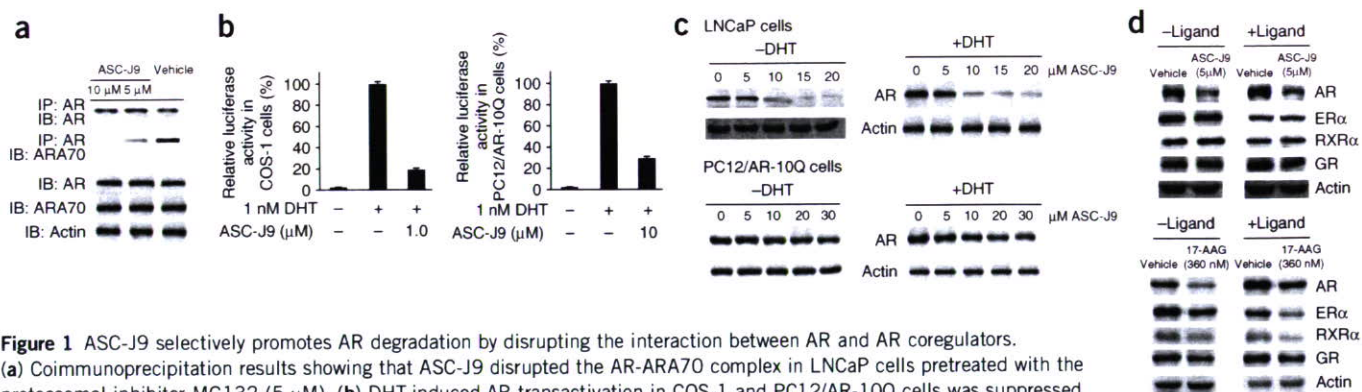 a
ASC-J9 Vehicle
10 µM 5 µM
IP: AR
IB: AR
IP: AR
IB: ARA70
IB: AR
IB: ARA70
IB: Actin
b
Relative luciferase
activity in
COS-1 cells (%)
100
80
60
40
20
0
1 nM DHT – + +
ASC-J9 (µM) – – 1.0
Relative luciferase
activity in
PC12/AR-10Q cells (%)
100
80
60
40
20
0
1 nM DHT – + +
ASC-J9 (µM) – – 10
c
LNCaP cells
–DHT
0 5 10 15 20
+DHT
0 5 10 15 20 µM ASC-J9
AR
Actin
PC12/AR-10Q cells
–DHT
0 5 10 20 30
+DHT
0 5 10 20 30 µM ASC-J9
AR
Actin
d
–Ligand +Ligand
ASC-J9 ASC-J9
Vehicle (5µM) Vehicle (5µM)
AR
ERα
RXRα
GR
Actin
–Ligand +Ligand
17-AAG 17-AAG
Vehicle (360 nM) Vehicle (360 nM)
AR
ERα
RXRα
GR
Actin
Figure 1 ASC-J9 selectively promotes AR degradation by disrupting the interaction between AR and AR coregulators.
(a) Coimmunoprecipitation results showing that ASC-J9 disrupted the AR-ARA70 complex in LNCaP cells pretreated with the
proteasomal inhibitor MG132 (5 µM). (b) DHT-induced AR transactivation in COS-1 and PC12/AR-10Q cells was suppressed